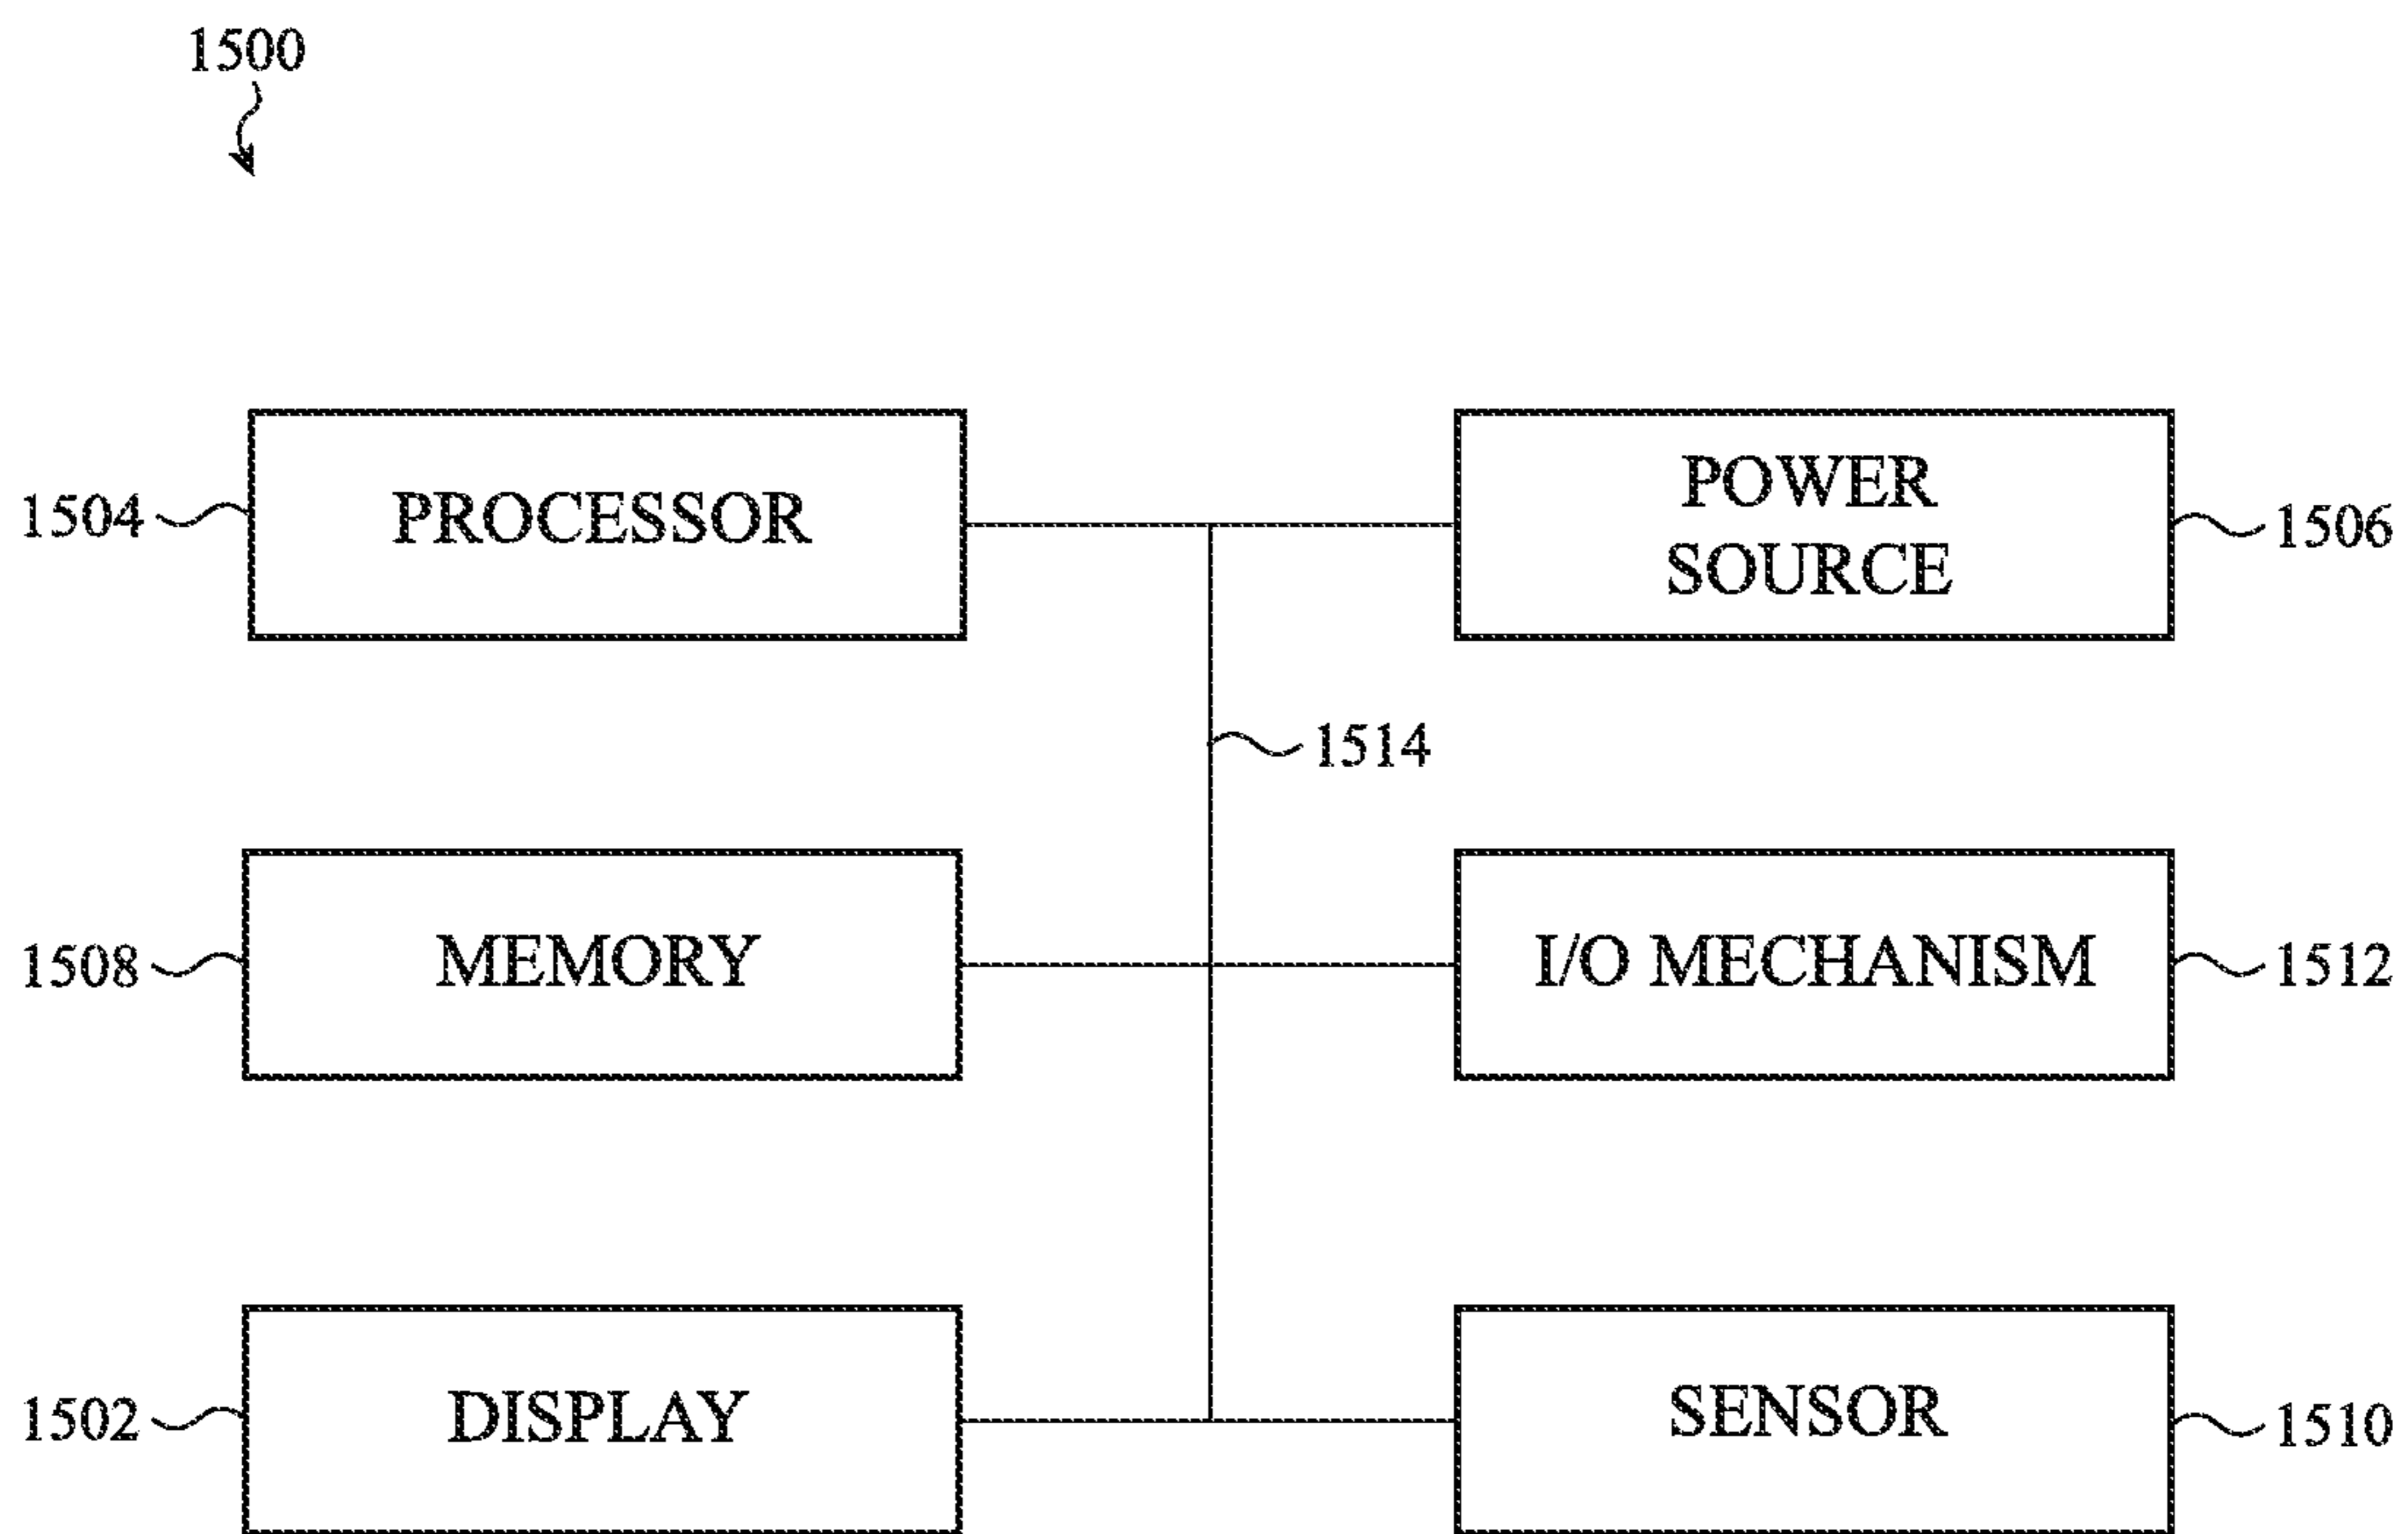 1500
1504
PROCESSOR
POWER
SOURCE
1506
1514
1508
MEMORY
I/O MECHANISM
1512
1502
DISPLAY
SENSOR
1510